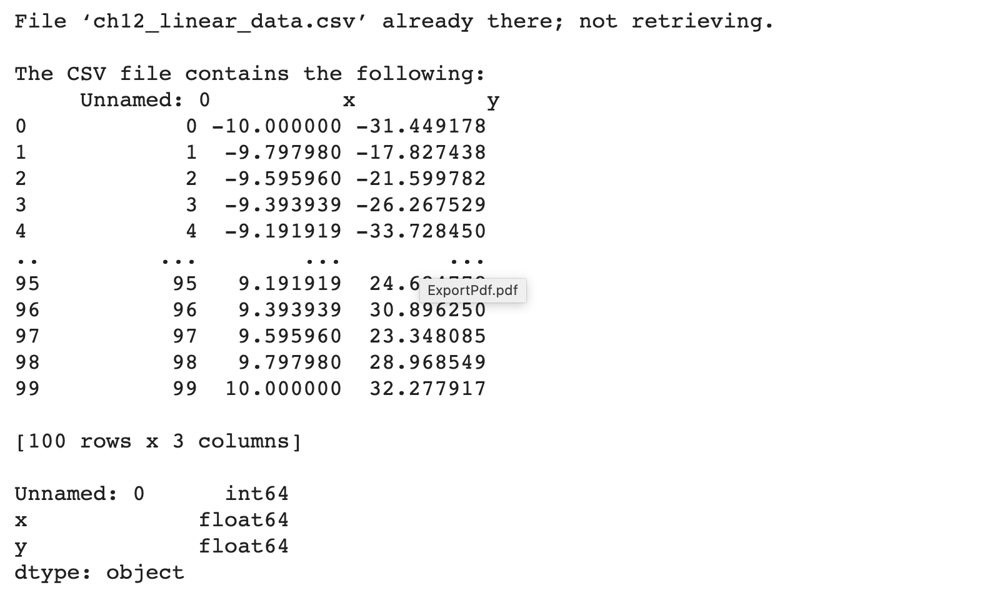 File ‘ch12_linear_data.csv’ already there; not retrieving.
The CSV file contains the following:
Unnamed: 0 x y
0 0 -10.000000 -31.449178
1 1 -9.797980 -17.827438
2 2 -9.595960 -21.599782
3 3 -9.393939 -26.267529
4 4 -9.191919 -33.728450
.. ... ... ...
95 95 9.191919
ExportPdf.pdf
96 96 9.393939 30.896250
97 97 9.595960 23.348085
98 98 9.797980 28.968549
99 99 10.000000 32.277917
[100 rows x 3 columns]
Unnamed: 0 int64
x float64
y float64
dtype: object